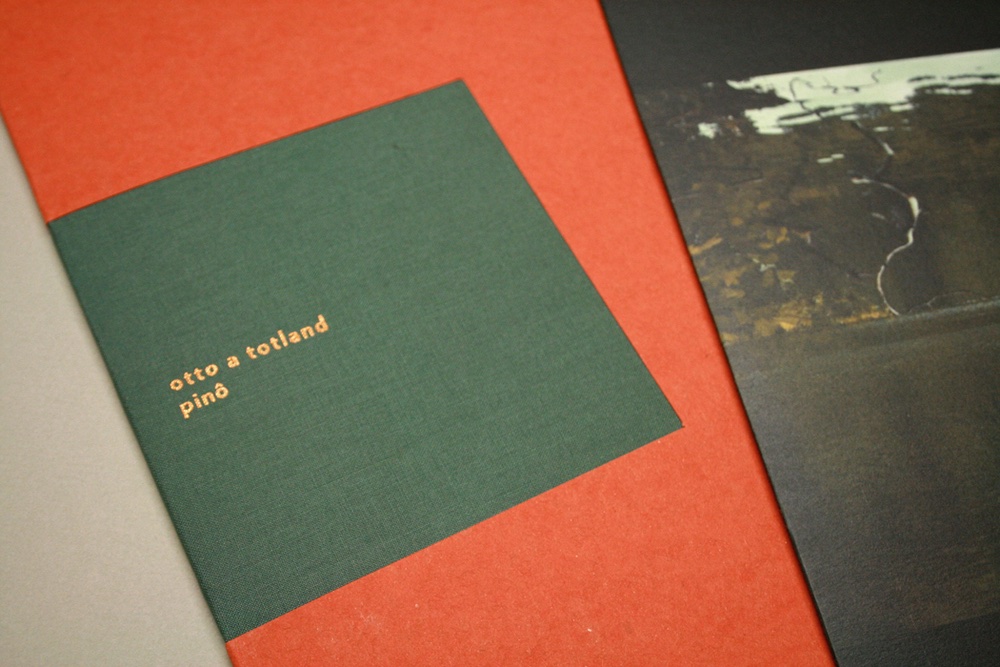 otto a totland
pinô